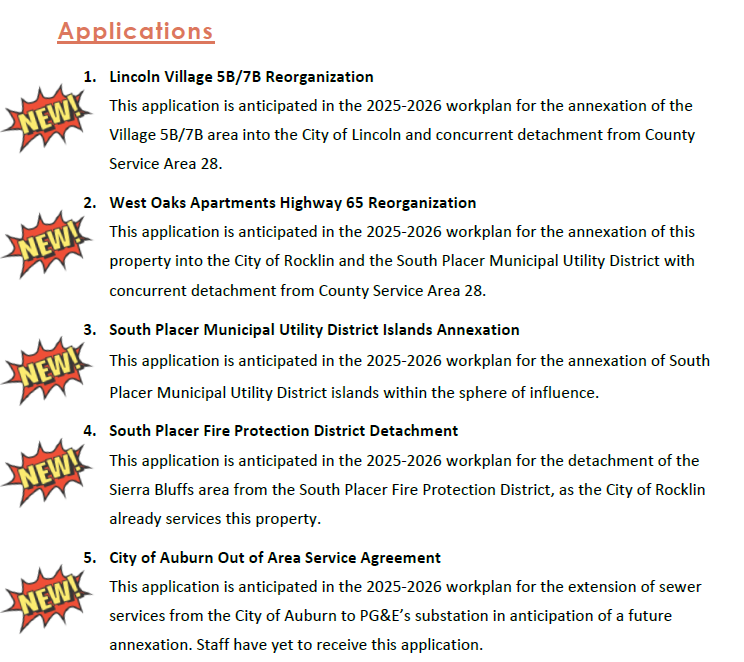 Applications
1. Lincoln Village 5B/7B Reorganization
NEW!
This application is anticipated in the 2025-2026 workplan for the annexation of the
Village 5B/7B area into the City of Lincoln and concurrent detachment from County
Service Area 28.
2. West Oaks Apartments Highway 65 Reorganization
NEW!
This application is anticipated in the 2025-2026 workplan for the annexation of this
property into the City of Rocklin and the South Placer Municipal Utility District with
concurrent detachment from County Service Area 28.
3. South Placer Municipal Utility District Islands Annexation
NEW!
This application is anticipated in the 2025-2026 workplan for the annexation of South
Placer Municipal Utility District islands within the sphere of influence.
4. South Placer Fire Protection District Detachment
NEW!
This application is anticipated in the 2025-2026 workplan for the detachment of the
Sierra Bluffs area from the South Placer Fire Protection District, as the City of Rocklin
already services this property.
5. City of Auburn Out of Area Service Agreement
NEW!
This application is anticipated in the 2025-2026 workplan for the extension of sewer
services from the City of Auburn to PG&E’s substation in anticipation of a future
annexation. Staff have yet to receive this application.